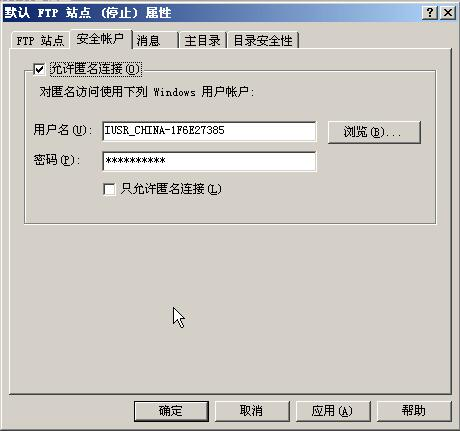 默认 FTP 站点 (停止) 属性
FTP 站点 安全帐户 消息 主目录 目录安全性
允许匿名连接(O)
对匿名访问使用下列 Windows 用户帐户:
用户名(U): IUSR_CHINA-1F6E27385 浏览(B)...
密码(P): **********
只允许匿名连接(L)
确定 取消 应用(A) 帮助